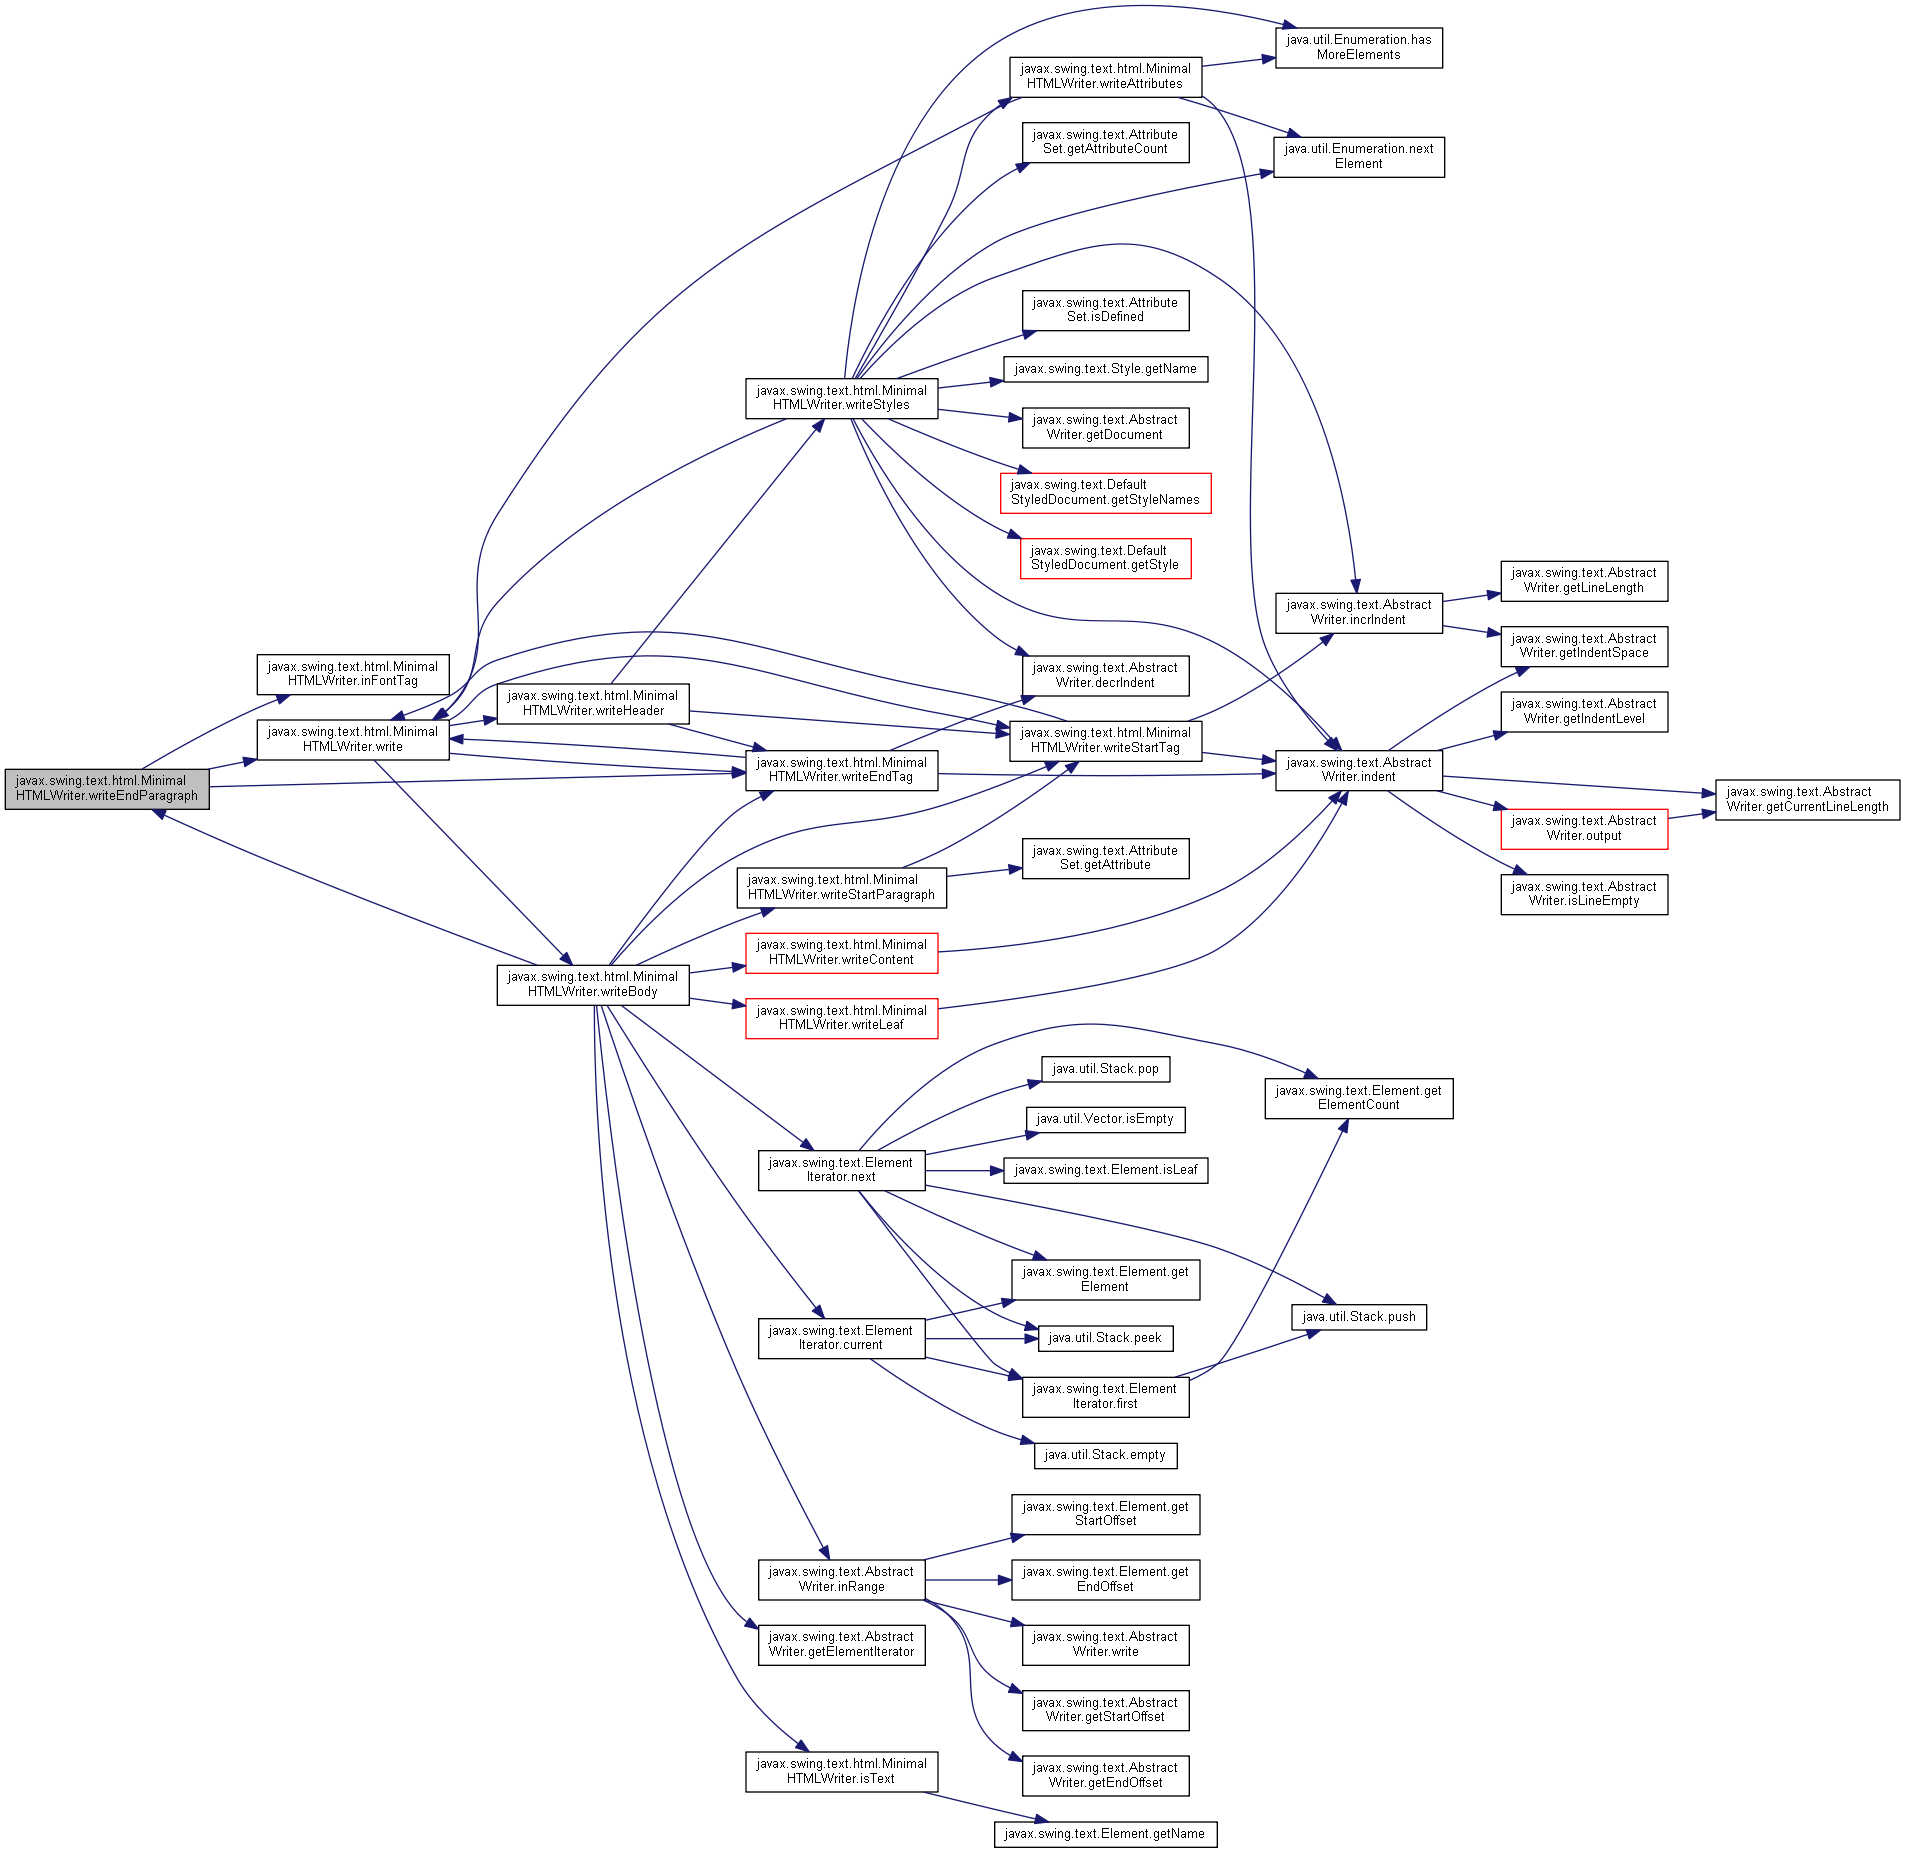 java.util.Enumeration.has
MoreElements
javax.swing.text.html.Minimal
HTMLWriter.writeAttributes
javax.swing.text.Attribute
Set.getAttributeCount
java.util.Enumeration.next
Element
javax.swing.text.Attribute
Set.isDefined
javax.swing.text.Style.getName
javax.swing.text.html.Minimal
HTMLWriter.writeStyles
javax.swing.text.Abstract
Writer.getDocument
javax.swing.text.Default
StyledDocument.getStyleNames
javax.swing.text.Default
StyledDocument.getStyle
javax.swing.text.Abstract
Writer.getLineLength
javax.swing.text.Abstract
Writer.incrIndent
javax.swing.text.Abstract
Writer.getIndentSpace
javax.swing.text.html.Minimal
HTMLWriter.inFontTag
javax.swing.text.Abstract
Writer.decrIndent
javax.swing.text.html.Minimal
HTMLWriter.writeHeader
javax.swing.text.Abstract
Writer.getIndentLevel
javax.swing.text.html.Minimal
HTMLWriter.write
javax.swing.text.html.Minimal
HTMLWriter.writeStartTag
javax.swing.text.html.Minimal
HTMLWriter.writeEndTag
javax.swing.text.Abstract
Writer.indent
javax.swing.text.html.Minimal
HTMLWriter.writeEndParagraph
javax.swing.text.Abstract
Writer.getCurrentLineLength
javax.swing.text.Abstract
Writer.output
javax.swing.text.Attribute
Set.getAttribute
javax.swing.text.html.Minimal
HTMLWriter.writeStartParagraph
javax.swing.text.Abstract
Writer.isLineEmpty
javax.swing.text.html.Minimal
HTMLWriter.writeContent
javax.swing.text.html.Minimal
HTMLWriter.writeBody
javax.swing.text.html.Minimal
HTMLWriter.writeLeaf
java.util.Stack.pop
javax.swing.text.Element.get
ElementCount
java.util.Vector.isEmpty
javax.swing.text.Element
Iterator.next
javax.swing.text.Element.isLeaf
javax.swing.text.Element.get
Element
java.util.Stack.push
javax.swing.text.Element
Iterator.current
java.util.Stack.peek
javax.swing.text.Element
Iterator.first
java.util.Stack.empty
javax.swing.text.Element.get
StartOffset
javax.swing.text.Abstract
Writer.inRange
javax.swing.text.Element.get
EndOffset
javax.swing.text.Abstract
Writer.getElementIterator
javax.swing.text.Abstract
Writer.write
javax.swing.text.Abstract
Writer.getStartOffset
javax.swing.text.html.Minimal
HTMLWriter.isText
javax.swing.text.Abstract
Writer.getEndOffset
javax.swing.text.Element.getName